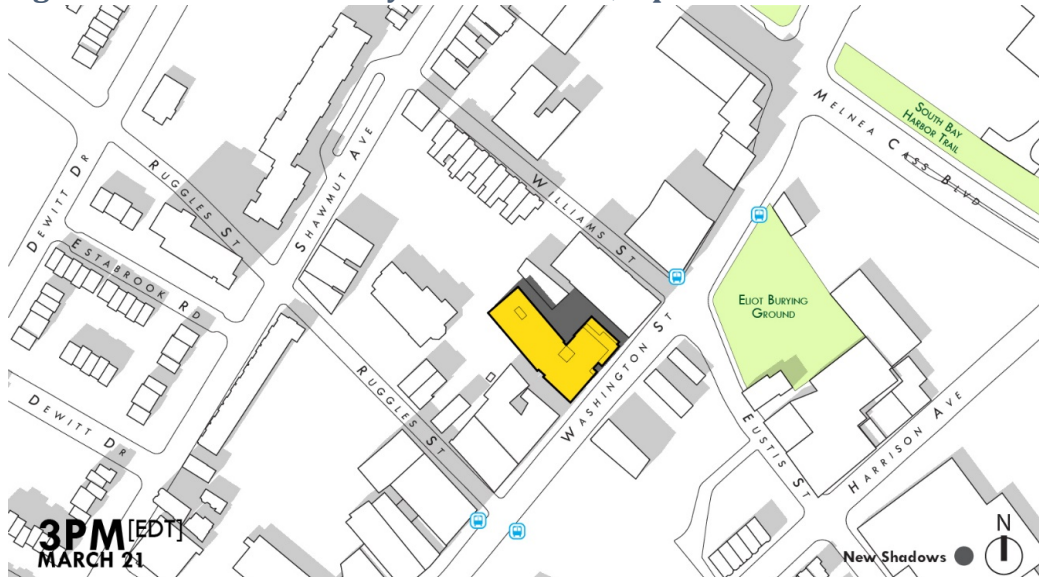 SOUTH BAY
HARBOR TRAIL
MELNEA CASS BLVD
SHAWMUT AVE
DEWITT DR
RUGGLES ST
WILLIAMS ST
ESTABROOK RD
ELIOT BURYING
GROUND
WASHINGTON ST
RUGGLES ST
DEWITT DR
EUSTIS ST
HARRISON AVE
3PM [EDT]
MARCH 21
N
New Shadows